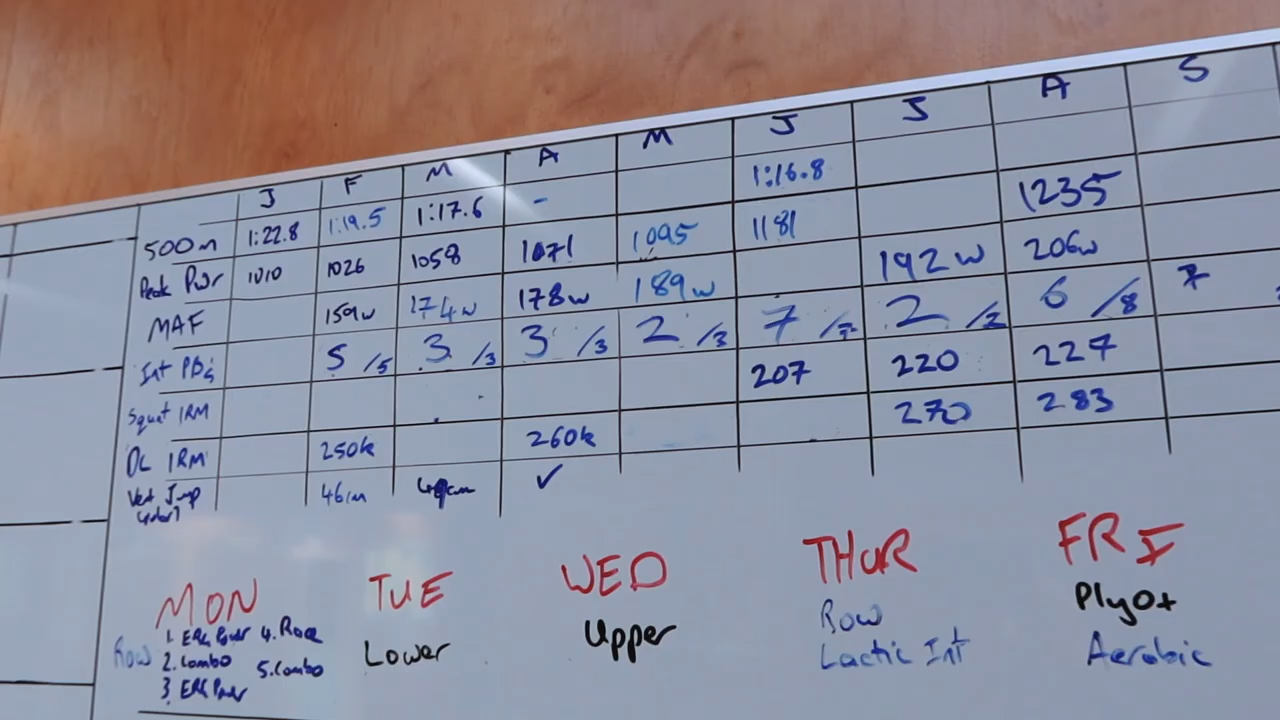 J F M A M J J A S
500m 1:22.8 1:19.5 1:17.6 - 1:16.8
Peak Pwr 1010 1026 1058 1071 1095 1181 1235
MAF 159w 174w 178w 189w 192w 206w
Int PBs 5/5 3/3 3/3 2/3 7/7 2/2 6/8 7
Squat 1RM 207 220 227
DL 1RM 250k 260k 270 283
Vert Jump 46cm ✓
MON TUE WED THUR FRI
Row
1. ERG Pwr 4. Race
2. Combo 5. Combo
3. ERG Pwr
Lower
Upper
Row
Lactic Int
Plyo+
Aerobic